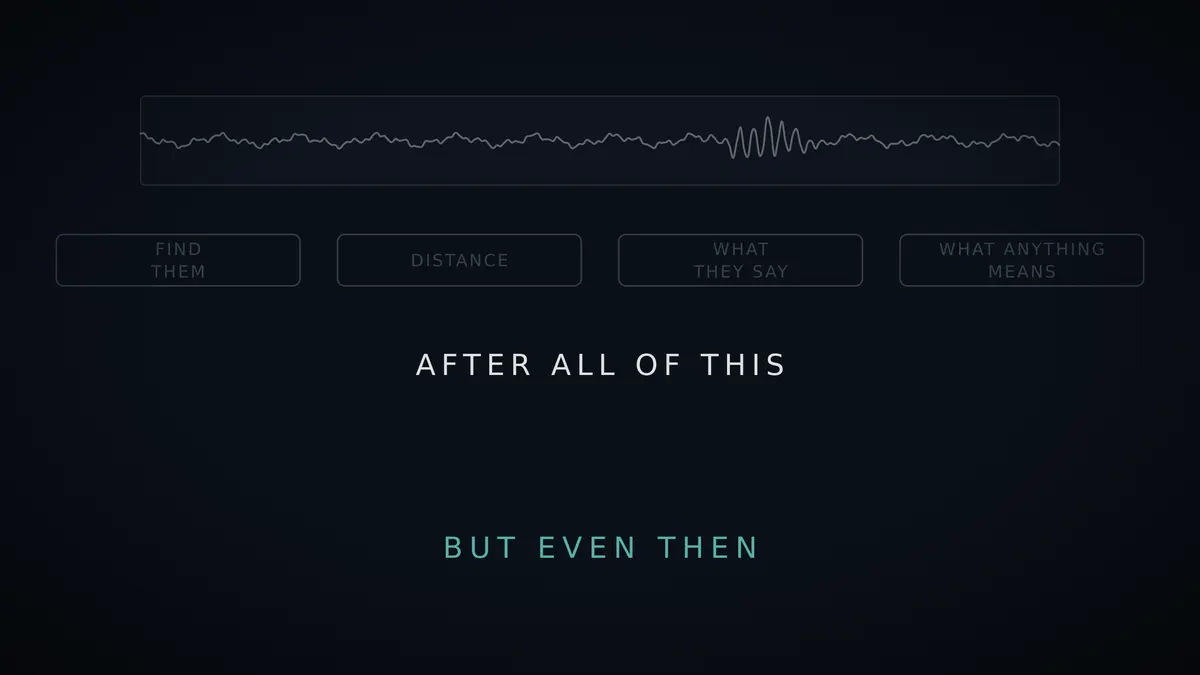 FIND
THEM
DISTANCE
WHAT
THEY SAY
WHAT ANYTHING
MEANS
AFTER ALL OF THIS
BUT EVEN THEN